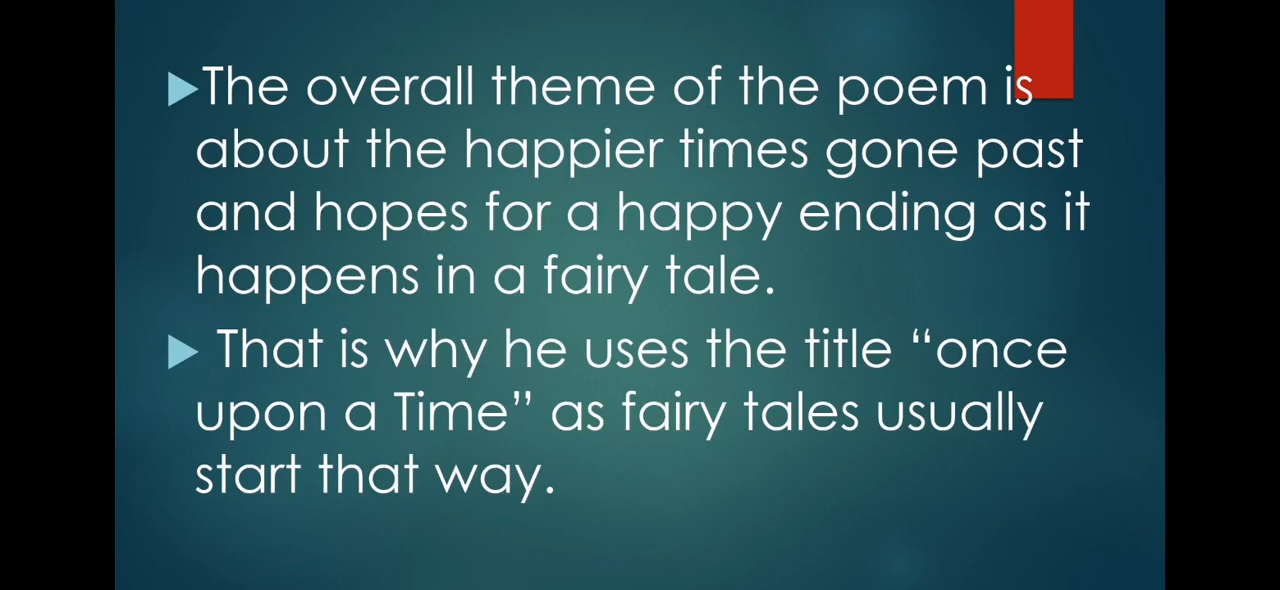 The overall theme of the poem is
about the happier times gone past
and hopes for a happy ending as it
happens in a fairy tale.
That is why he uses the title “once
upon a Time” as fairy tales usually
start that way.